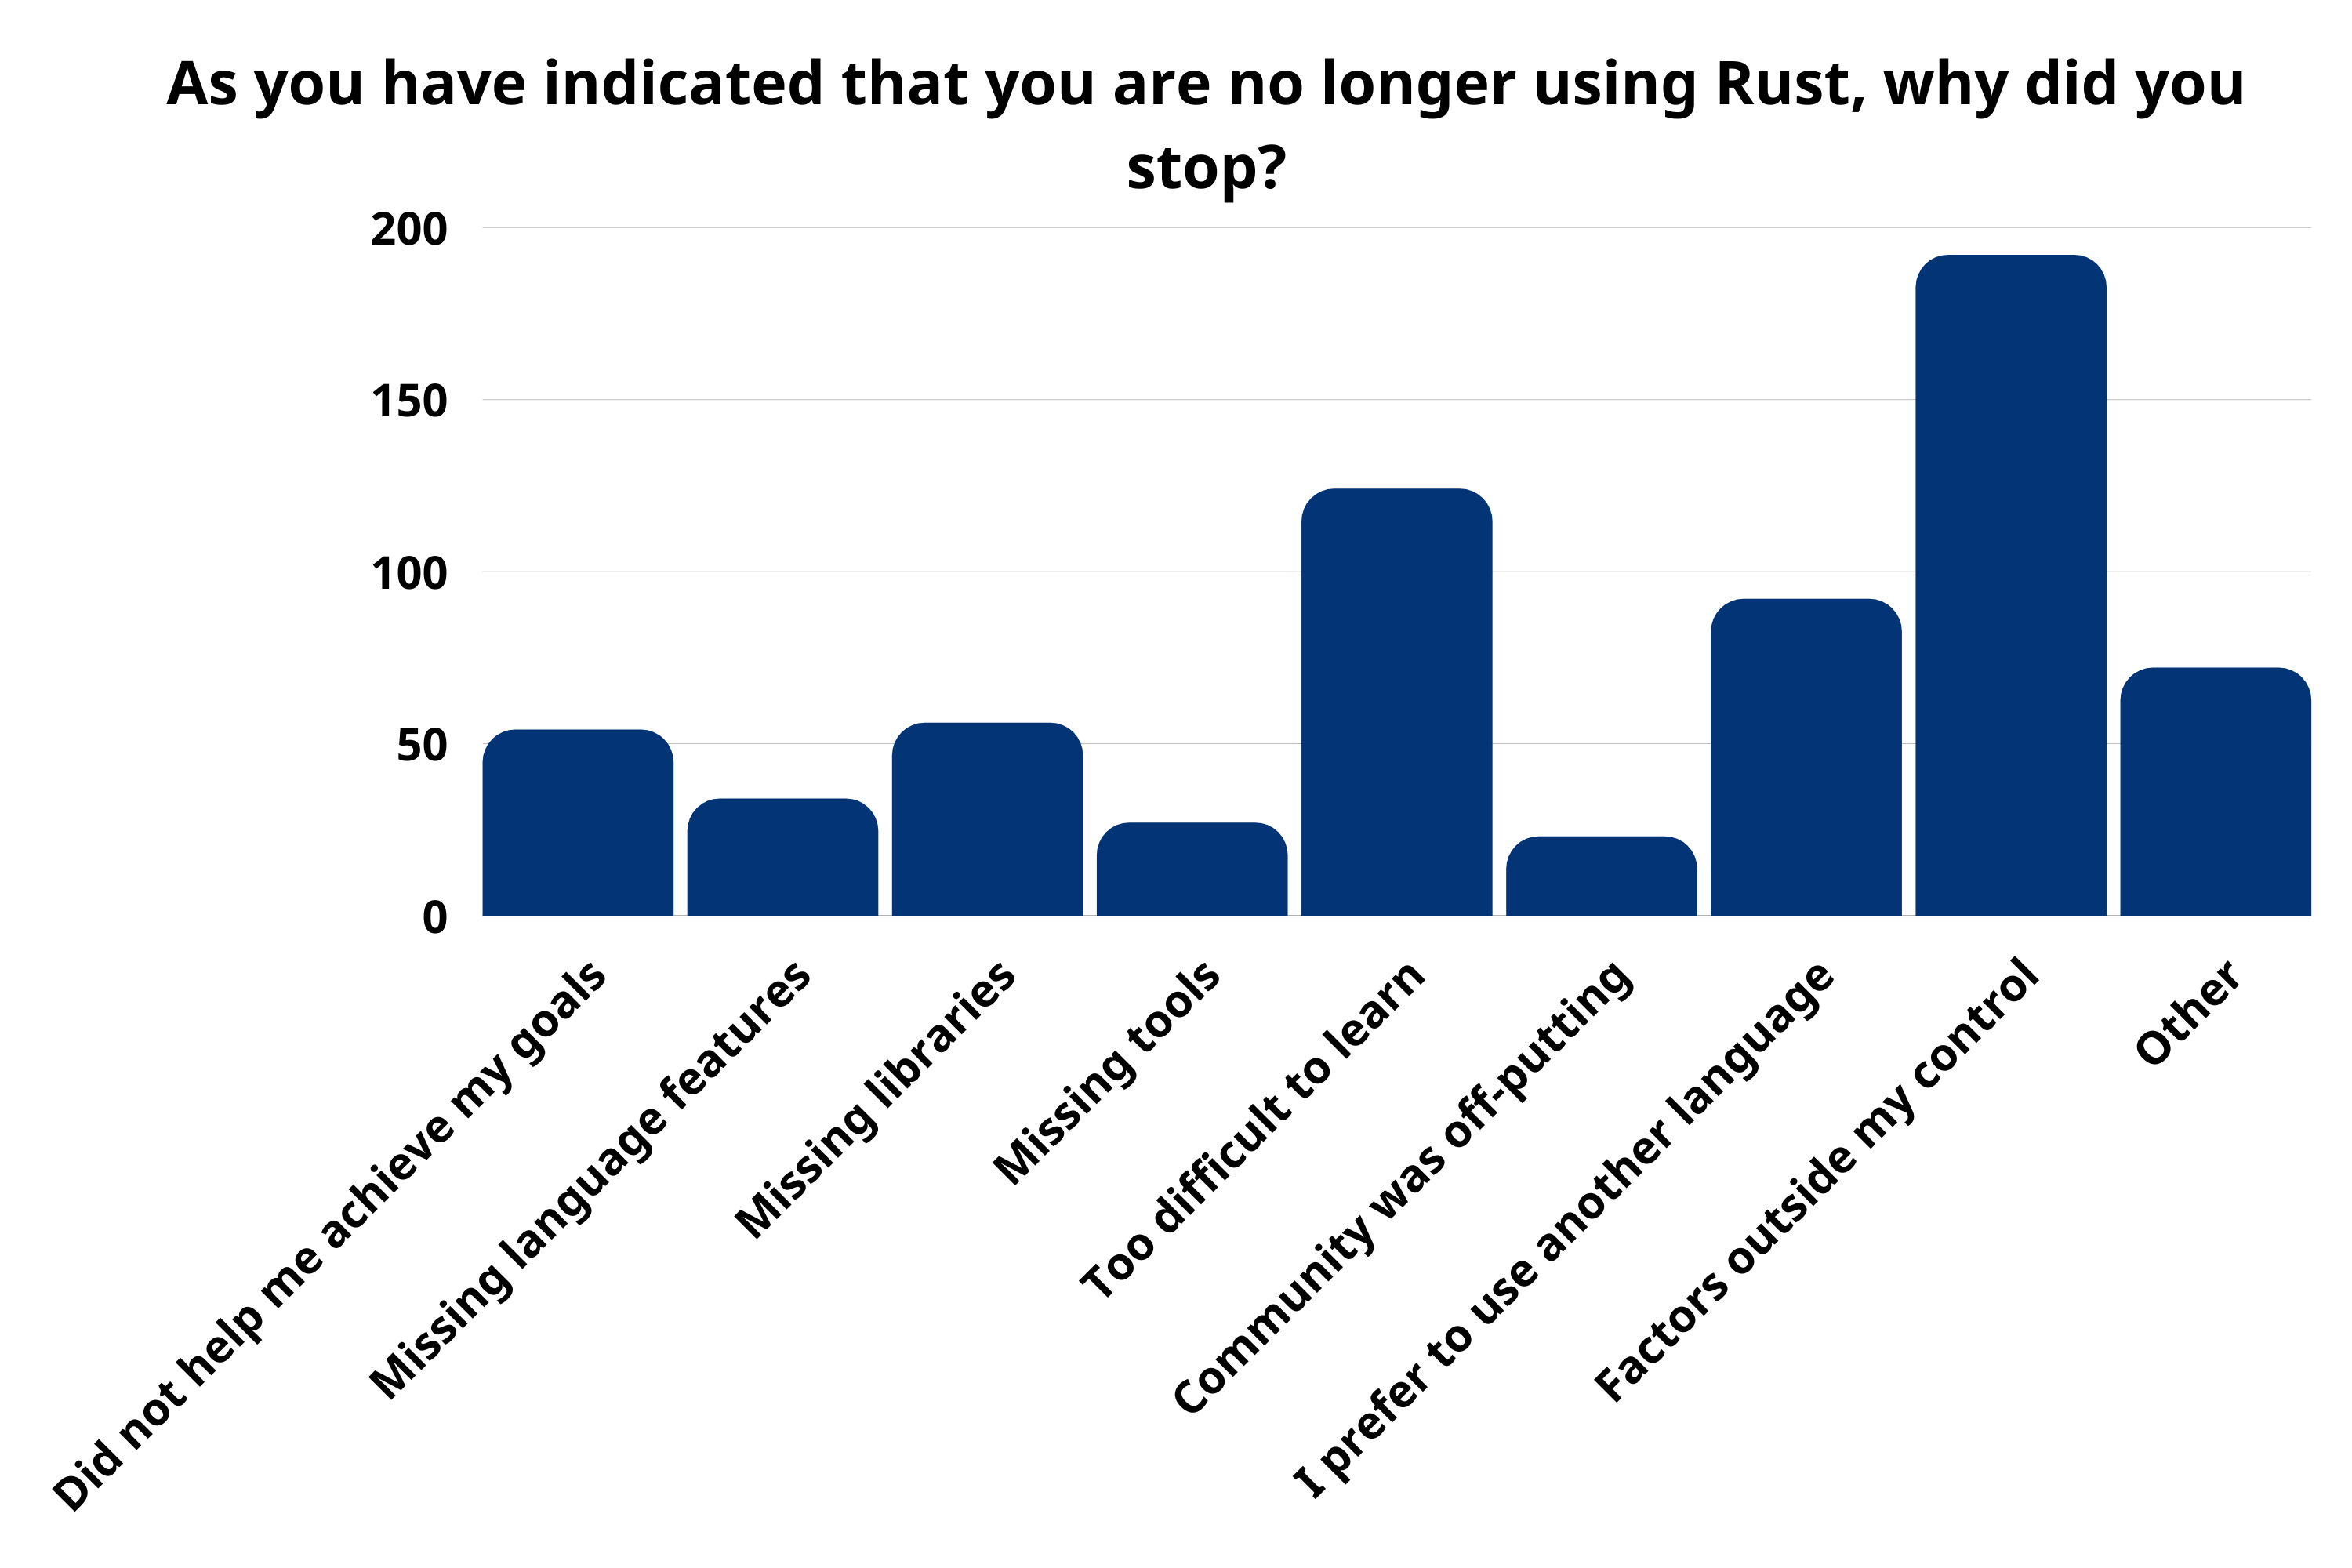 As you have indicated that you are no longer using Rust, why did you
stop?
200
150
100
50
0
Did not help me achieve my goals
Missing language features
Missing libraries
Missing tools
Too difficult to learn
Community was off-putting
I prefer to use another language
Factors outside my control
Other